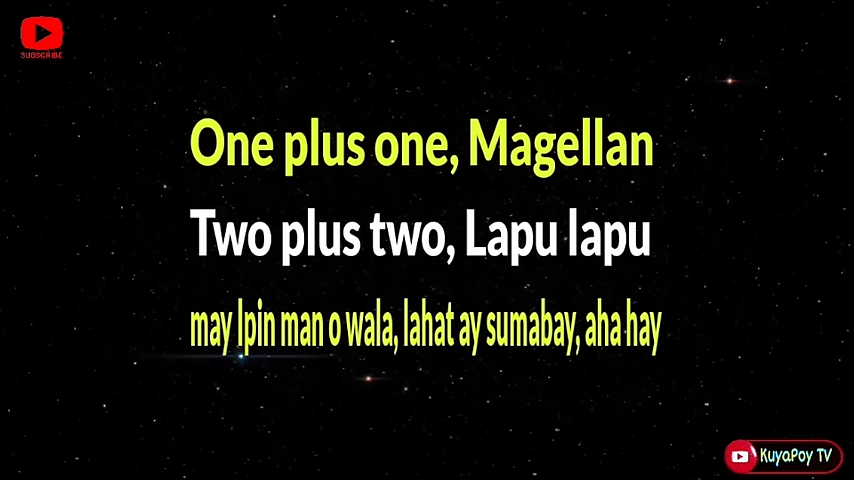 SUBSCRIBE
One plus one, Magellan
Two plus two, Lapu lapu
may Ipin man o wala, lahat ay sumabay, aha hay
KuyaPoy TV